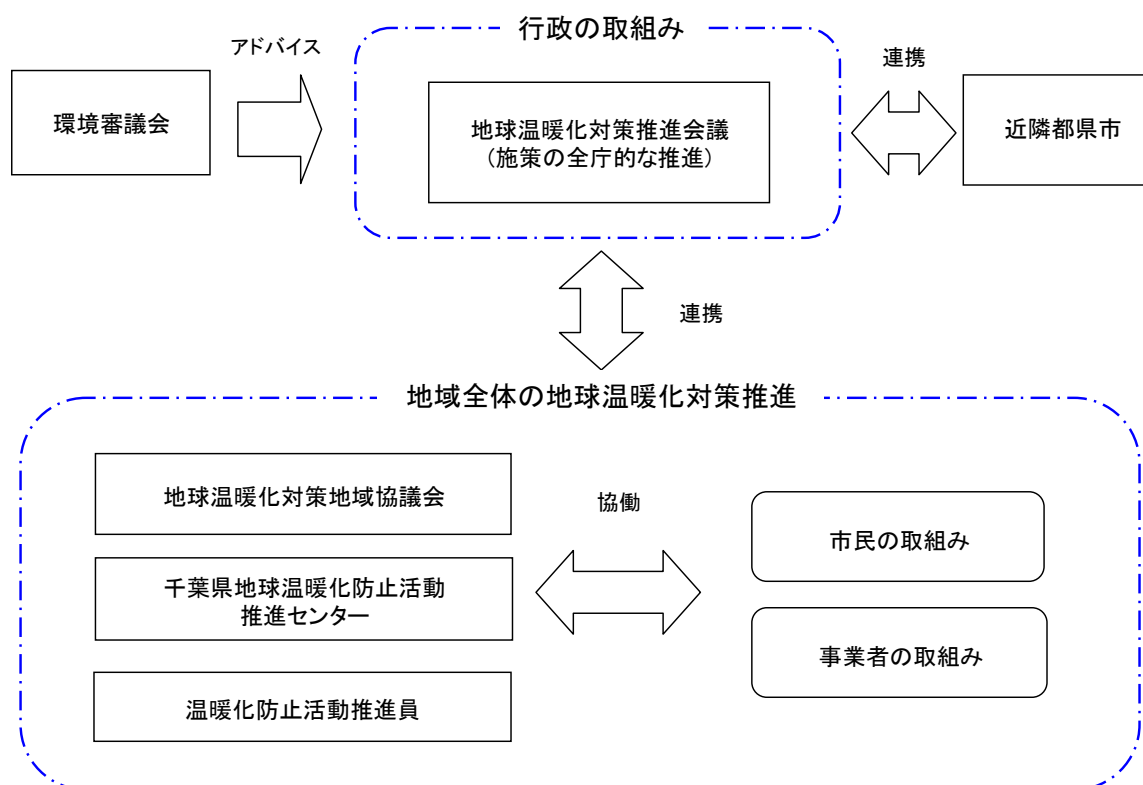 行政の取組み
アドバイス
連携
環境審議会
地球温暖化対策推進会議
(施策の全庁的な推進)
近隣都県市
連携
地域全体の地球温暖化対策推進
地球温暖化対策地域協議会
協働
市民の取組み
千葉県地球温暖化防止活動
推進センター
事業者の取組み
温暖化防止活動推進員